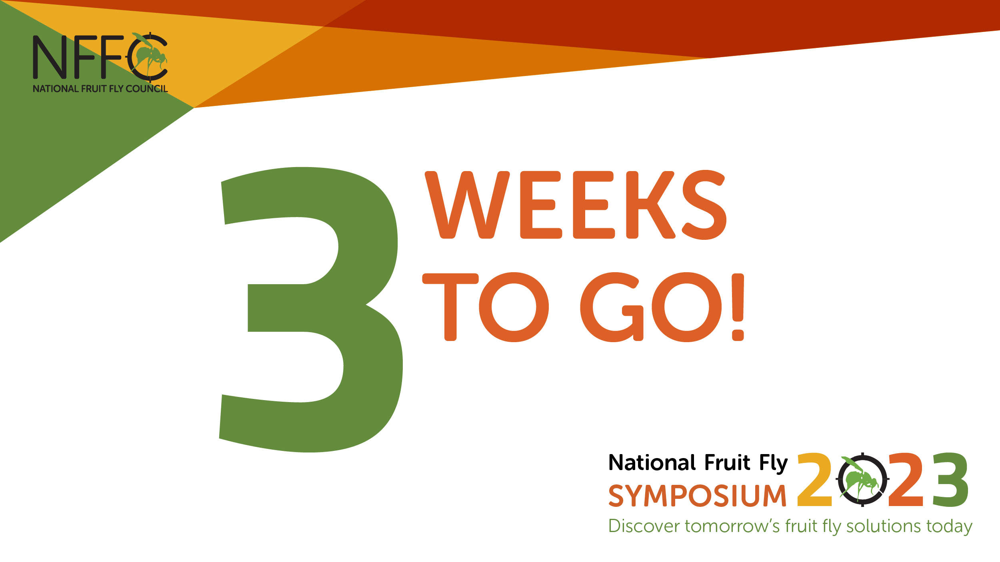 NFFC
NATIONAL FRUIT FLY COUNCIL
3
WEEKS
TO GO!
National Fruit Fly
SYMPOSIUM 2023
Discover tomorrow's fruit fly solutions today